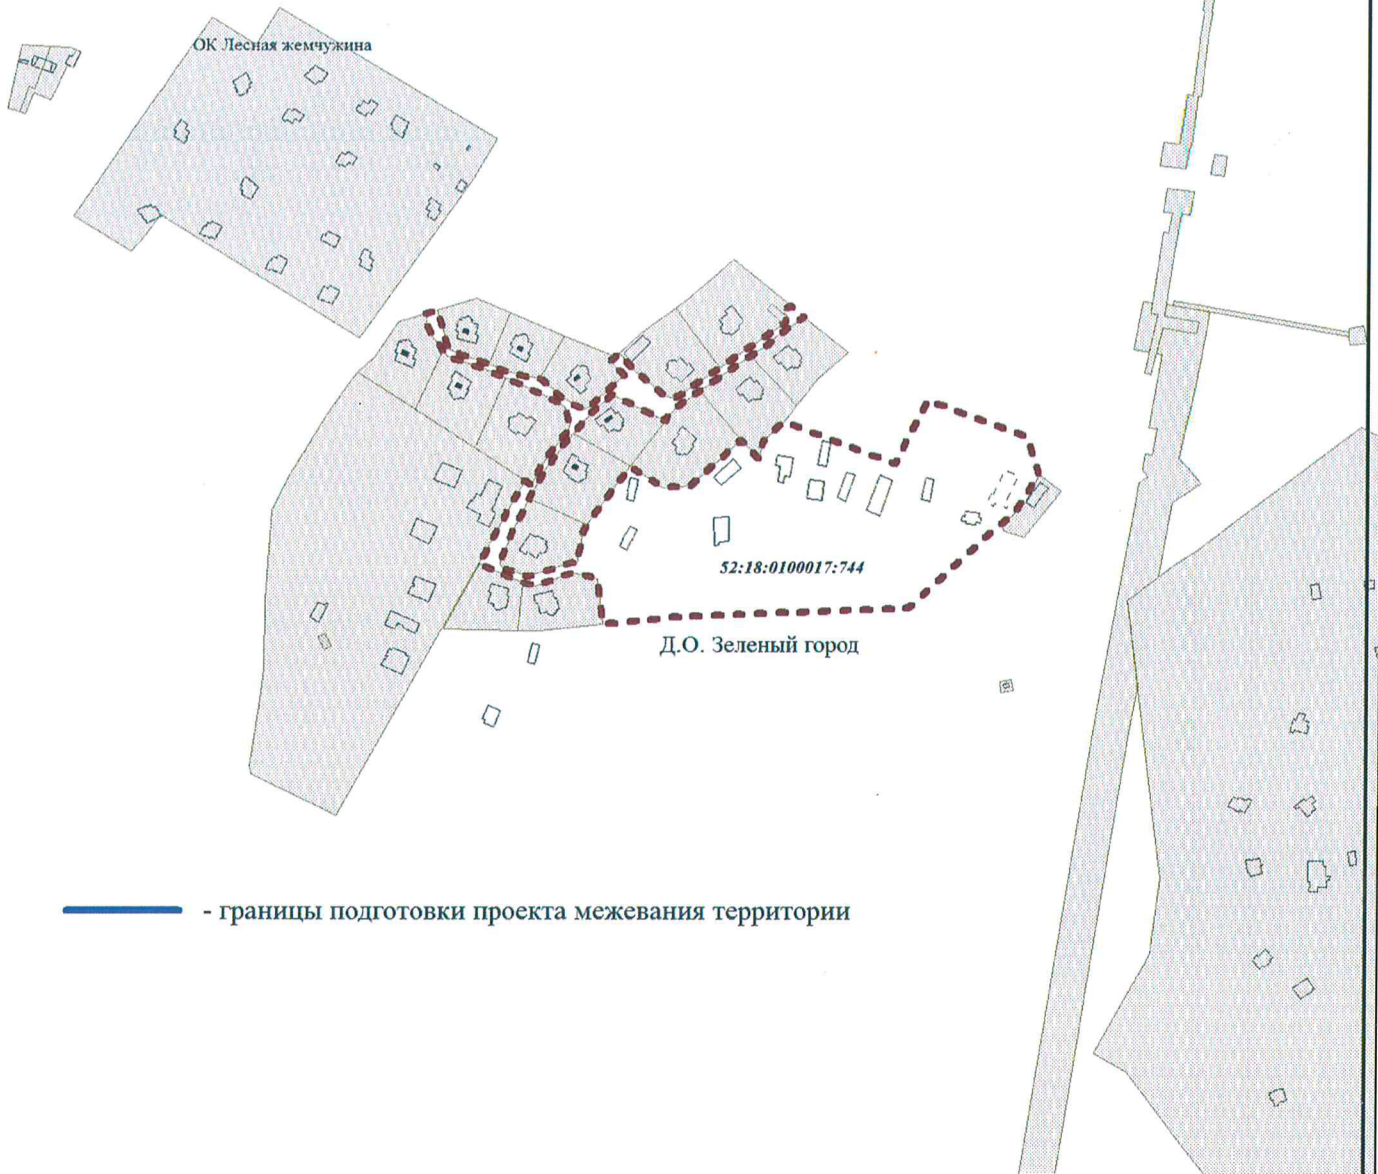 ОК Лесная жемчужина
52:18:0100017:744
Д.О. Зеленый город
- границы подготовки проекта межевания территории